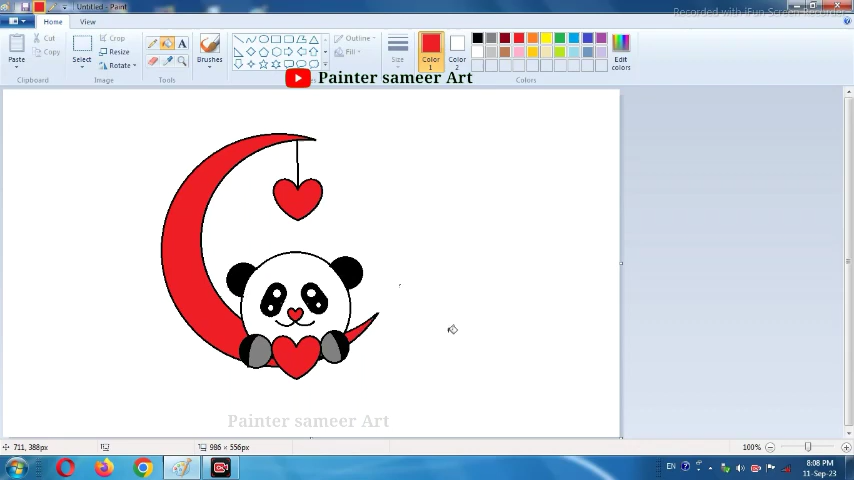 Untitled - Paint
Recorded with iFun Screen Recorder
Home View
Paste
Cut
Copy
Clipboard
Select
Crop
Resize
Rotate
Image
A
Tools
Brushes
Outline
Fill
Size
Color 1
Color 2
Edit colors
Colors
Painter sameer Art
Painter sameer Art
711, 388px
986 × 556px
100%
EN
8:08 PM
11-Sep-23